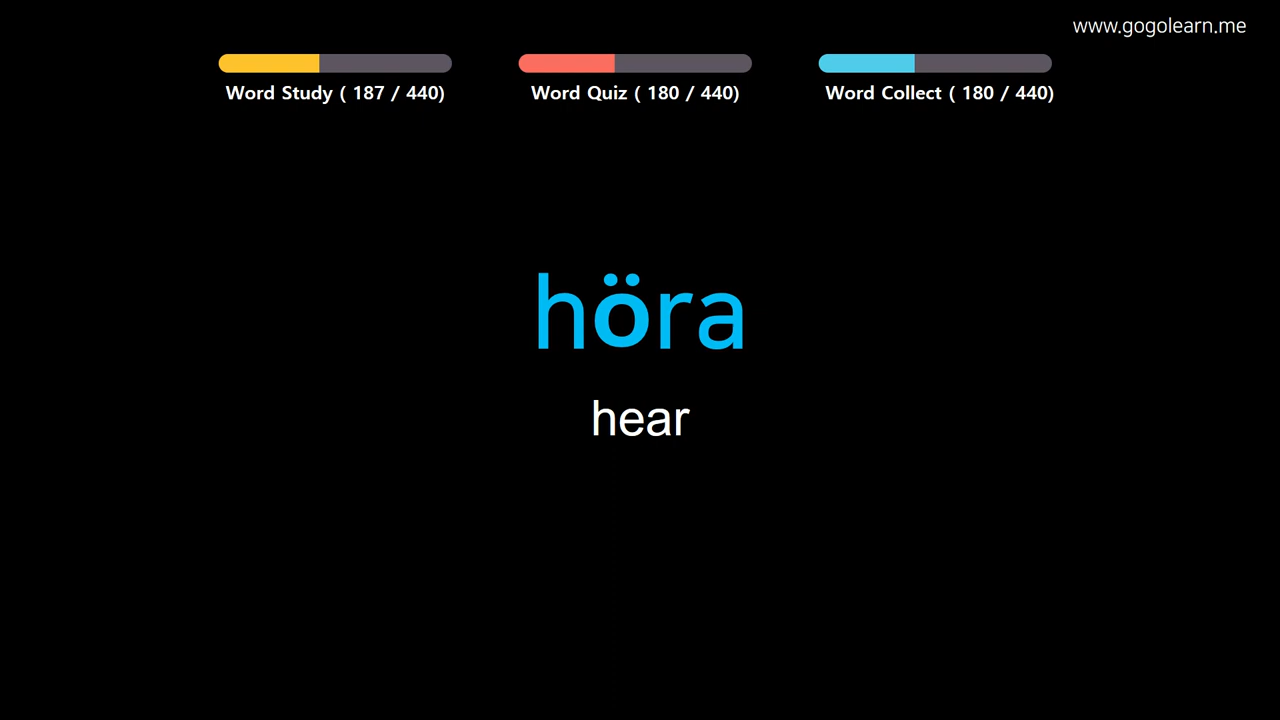 www.gogolearn.me
Word Study ( 187 / 440)
Word Quiz ( 180 / 440)
Word Collect ( 180 / 440)
höra
hear